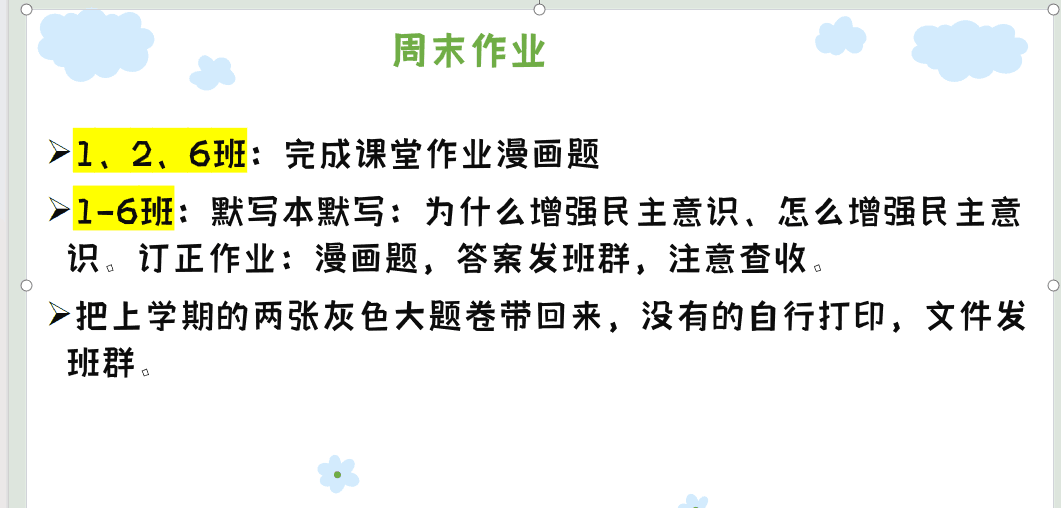 周末作业
➢1、2、6班：完成课堂作业漫画题
➢1-6班：默写本默写：为什么增强民主意识、怎么增强民主意
识。订正作业：漫画题，答案发班群，注意查收。
➢把上学期的两张灰色大题卷带回来，没有的自行打印，文件发
班群。